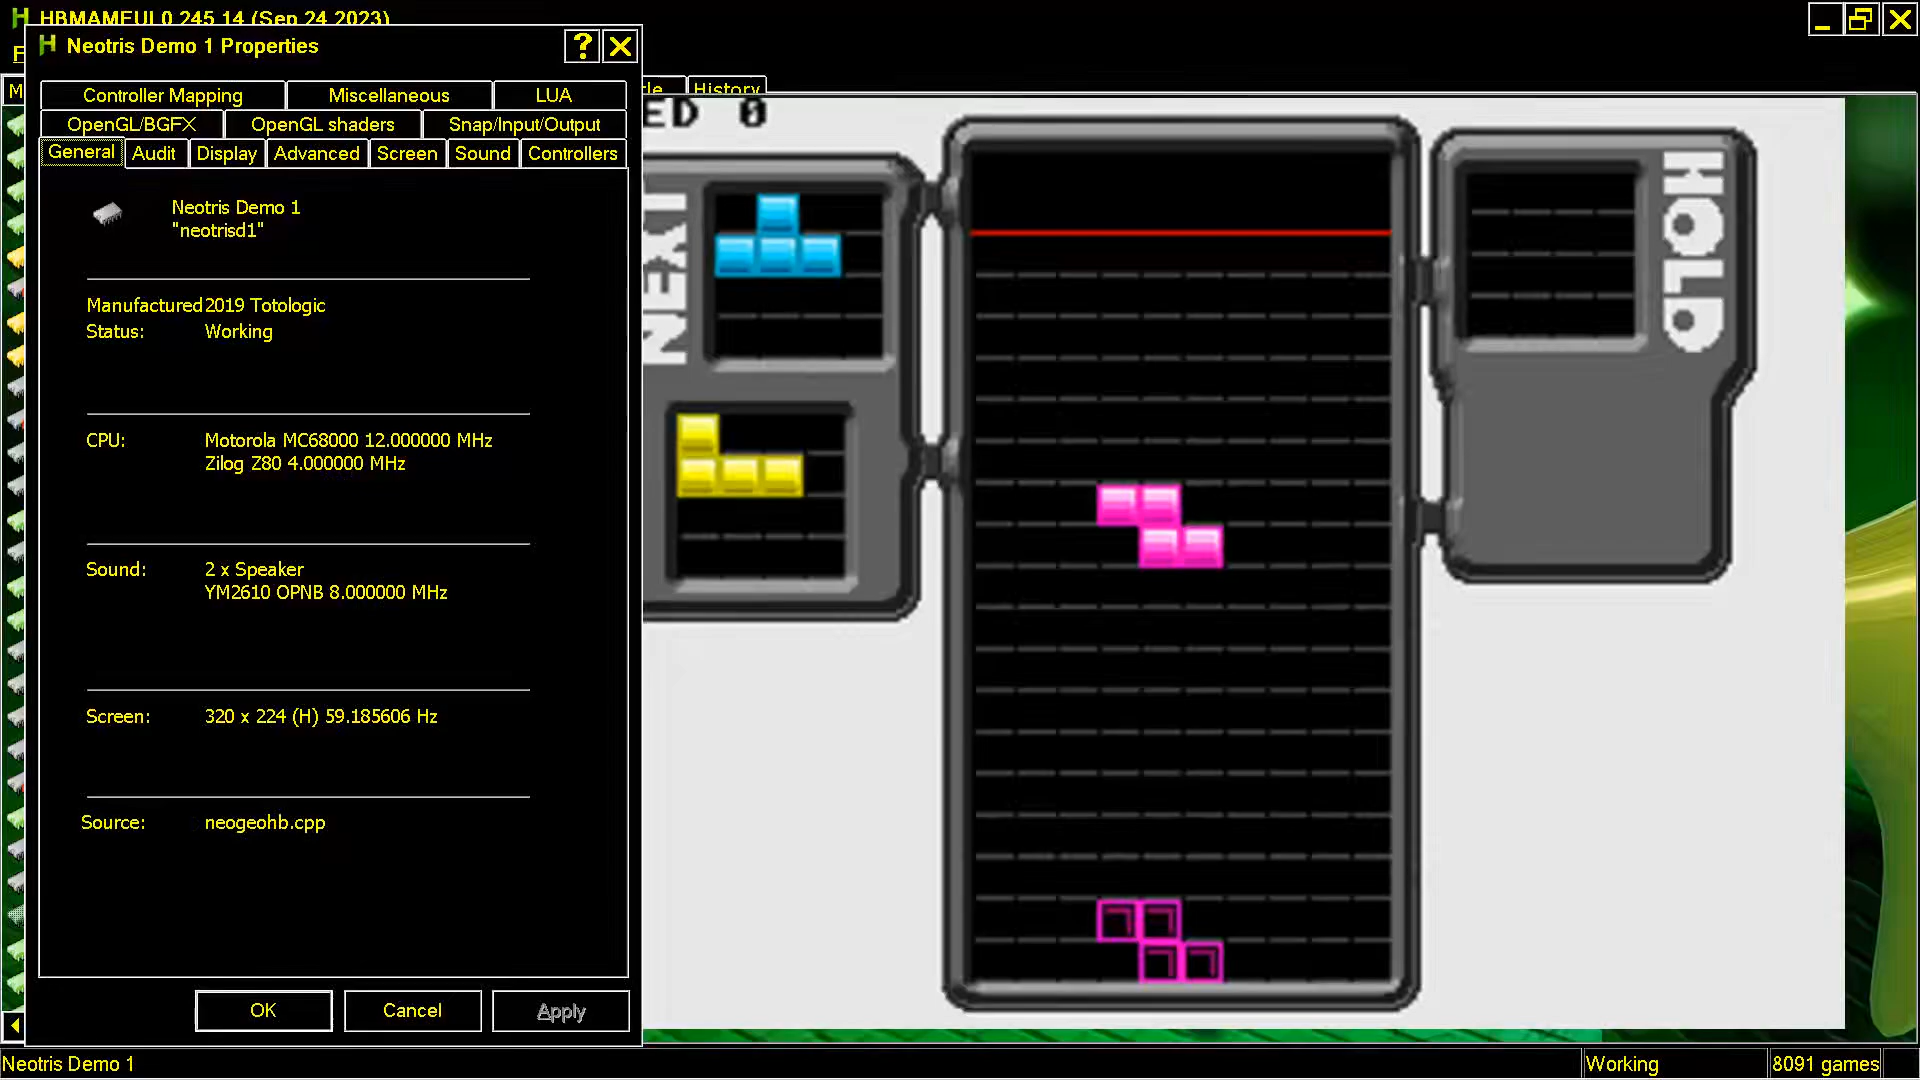 HBMAMEUI 0.245.14 (Sep 24 2023)
Neotris Demo 1 Properties
Controller Mapping Miscellaneous LUA
OpenGL/BGFX OpenGL shaders Snap/Input/Output
General Audit Display Advanced Screen Sound Controllers
History
Neotris Demo 1
"neotrisd1"
Manufactured 2019 Totologic
Status: Working
CPU: Motorola MC68000 12.000000 MHz
Zilog Z80 4.000000 MHz
Sound: 2 x Speaker
YM2610 OPNB 8.000000 MHz
Screen: 320 x 224 (H) 59.185606 Hz
Source: neogeohb.cpp
OK Cancel Apply
ED 0
NEXT
HOLD
Neotris Demo 1 Working 8091 games